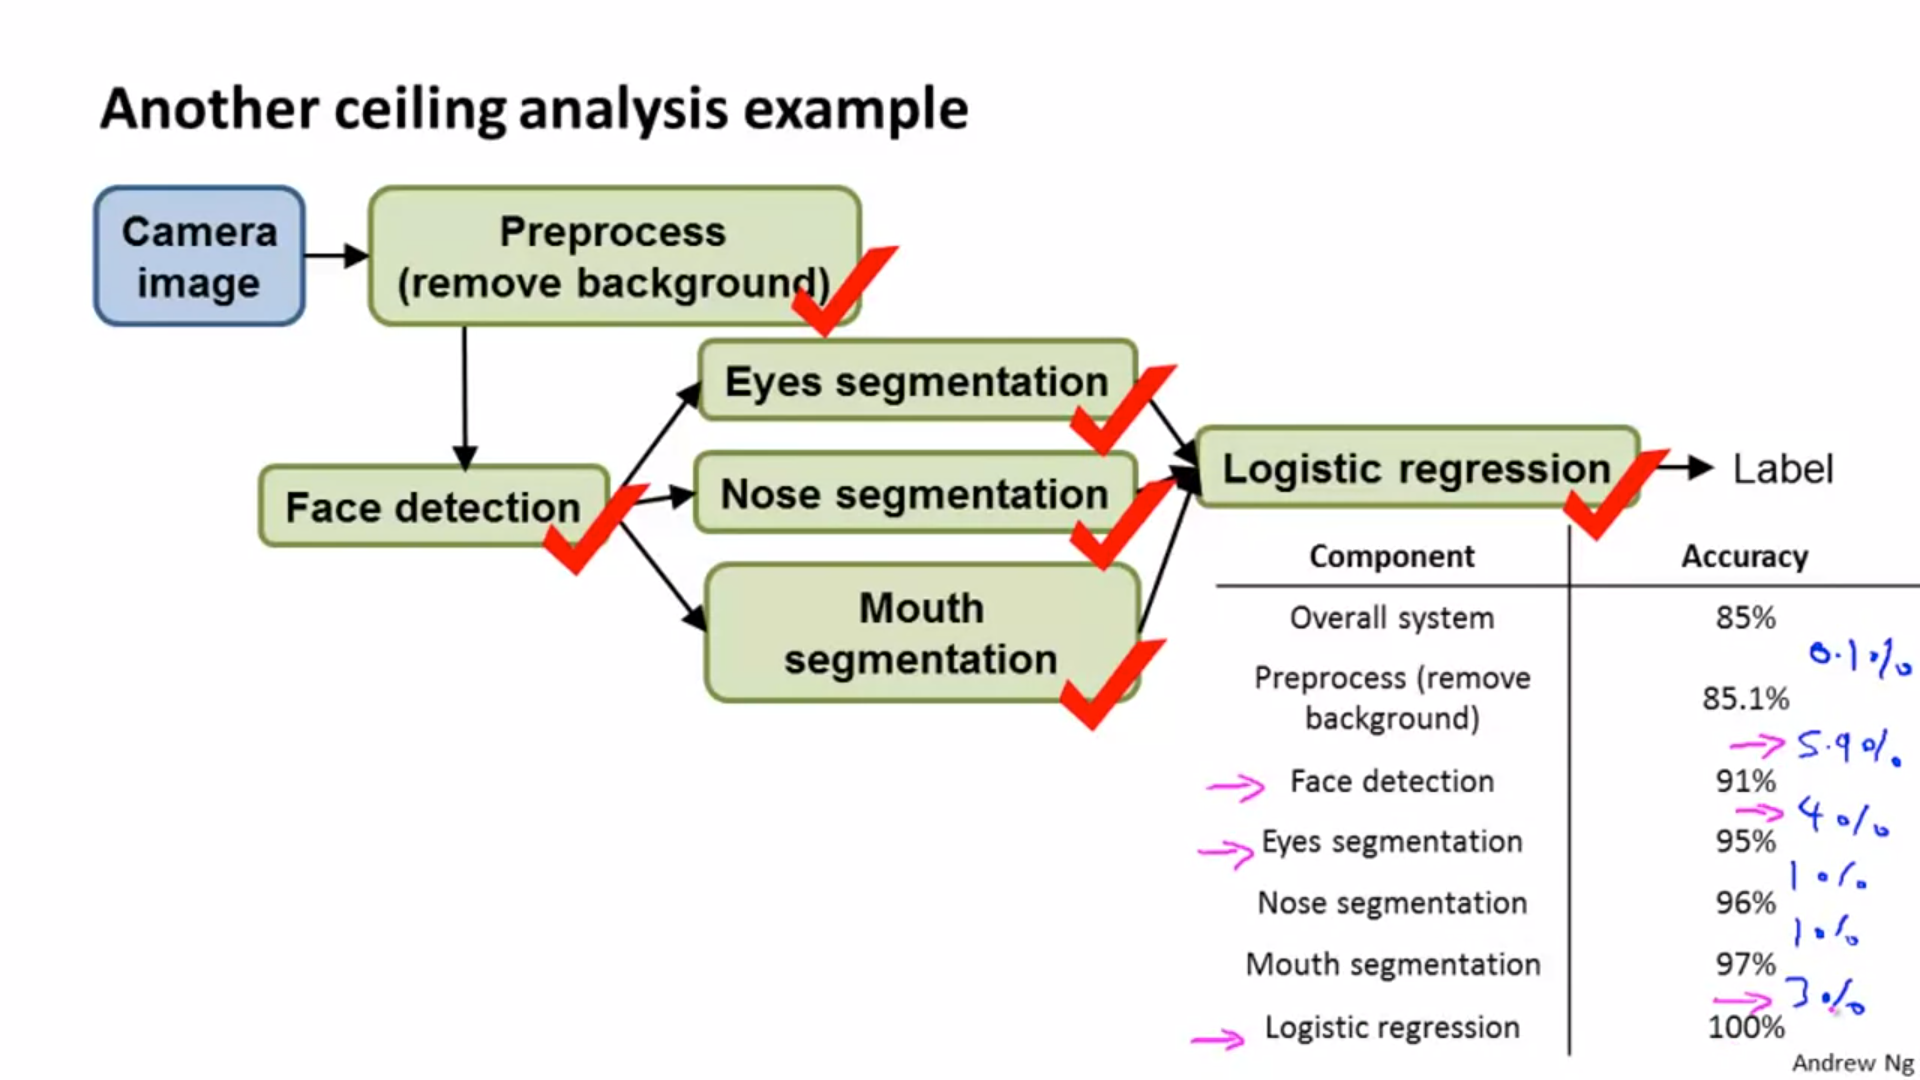 Another ceiling analysis example
Camera
image
Preprocess
(remove background)
Eyes segmentation
Face detection
Nose segmentation
Mouth
segmentation
Logistic regression
Label
Component Accuracy
Overall system 85%
0.1%
Preprocess (remove
background) 85.1%
5.9%
Face detection 91%
4%
Eyes segmentation 95%
1%
Nose segmentation 96%
1%
Mouth segmentation 97%
3%
Logistic regression 100%
Andrew Ng